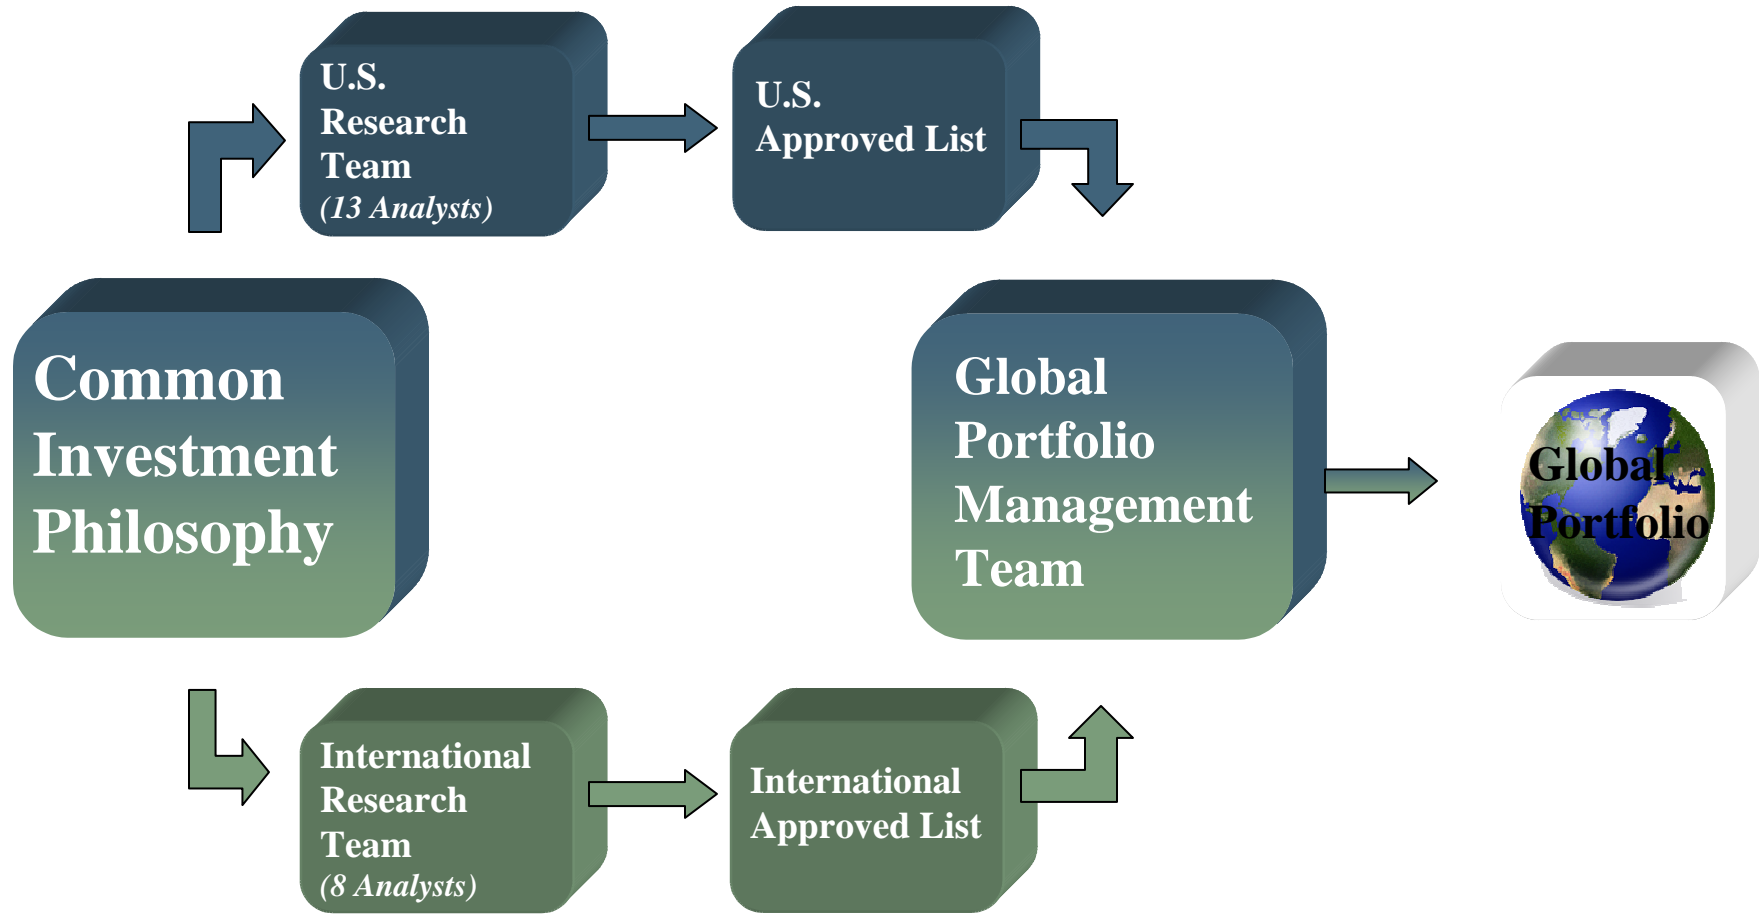 U.S.
Research
Team
(13 Analysts)
U.S.
Approved List
Common
Investment
Philosophy
Global
Portfolio
Management
Team
Global
Portfolio
International
Research
Team
(8 Analysts)
International
Approved List